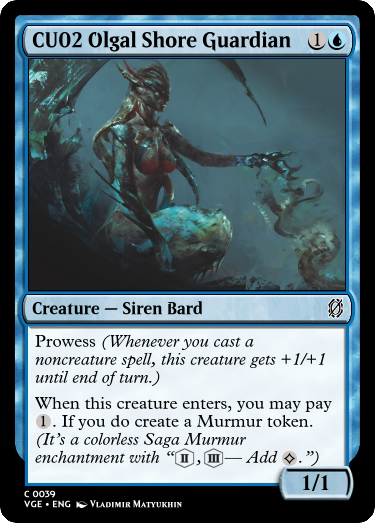 CU02 Olgal Shore Guardian 1
Creature — Siren Bard
Prowess (Whenever you cast a
noncreature spell, this creature gets +1/+1
until end of turn.)
When this creature enters, you may pay
1. If you do create a Murmur token.
(It's a colorless Saga Murmur
enchantment with “II, III— Add .”)
1/1
C 0039
VGE • ENG Vladimir Matyukhin